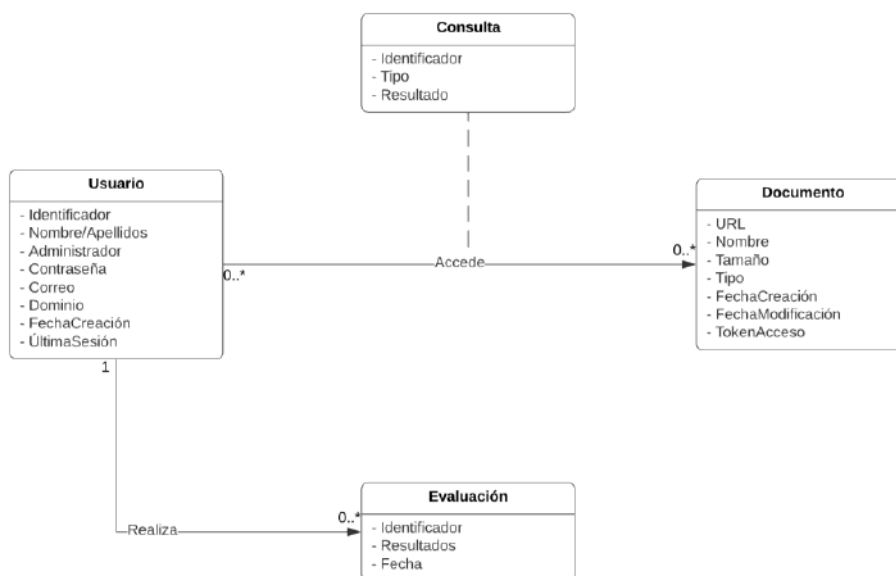 Consulta
- Identificador
- Tipo
- Resultado
Usuario
- Identificador
- Nombre/Apellidos
- Administrador
- Contraseña
- Correo
- Dominio
- FechaCreación
- ÚltimaSesión
Documento
- URL
- Nombre
- Tamaño
- Tipo
- FechaCreación
- FechaModificación
- TokenAcceso
0..*
Accede
0..*
1
Realiza
0..*
Evaluación
- Identificador
- Resultados
- Fecha